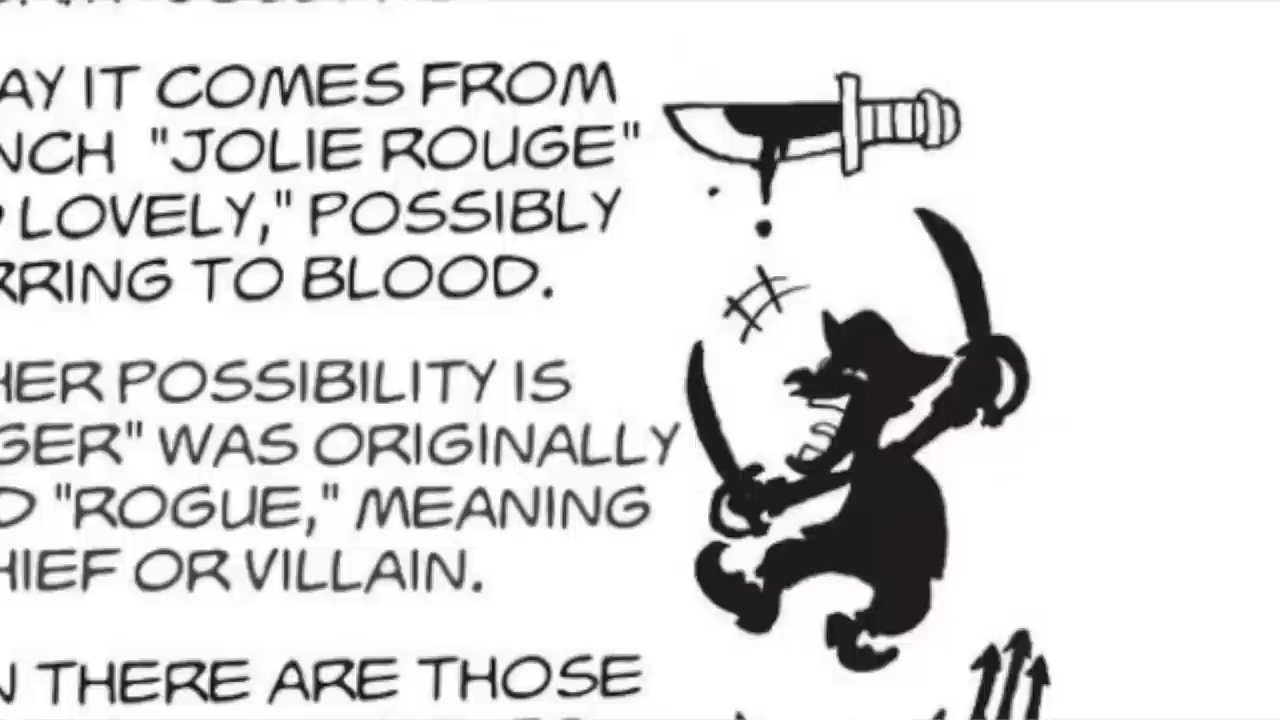 AY IT COMES FROM
NCH "JOLIE ROUGE"
LOVELY," POSSIBLY
RRING TO BLOOD.
HER POSSIBILITY IS
GER" WAS ORIGINALLY
D "ROGUE," MEANING
HIEF OR VILLAIN.
N THERE ARE THOSE